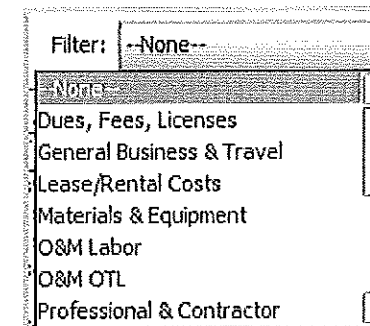 Filter: --None--
--None--
Dues, Fees, Licenses
General Business & Travel
Lease/Rental Costs
Materials & Equipment
O&M Labor
O&M OTL
Professional & Contractor